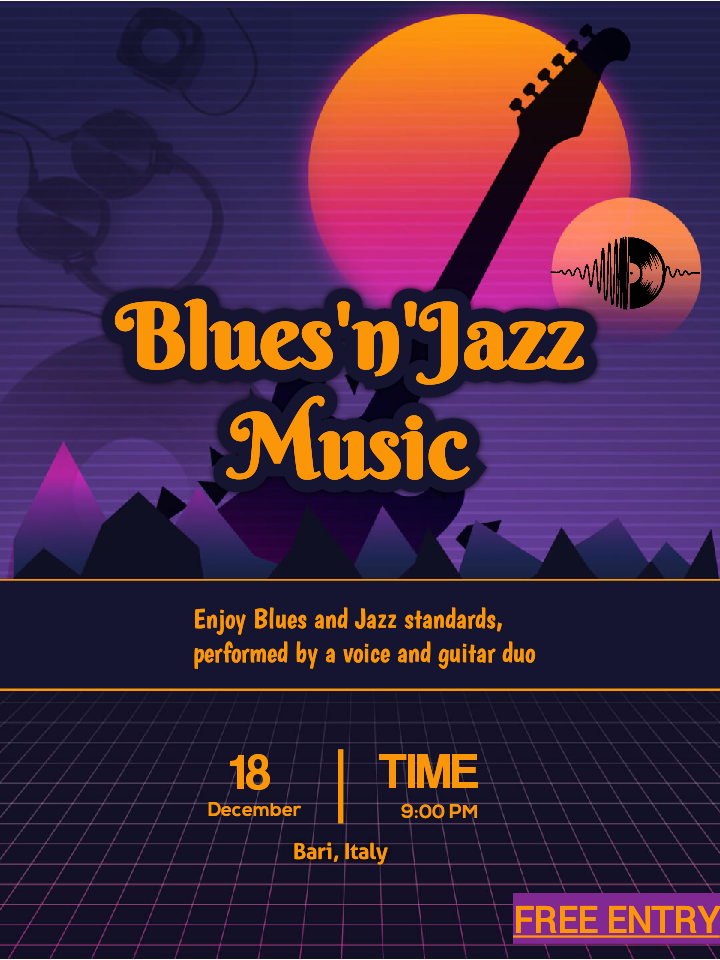 Blues'n'Jazz
Music
Enjoy Blues and Jazz standards,
performed by a voice and guitar duo
18
December
TIME
9:00 PM
Bari, Italy
FREE ENTRY